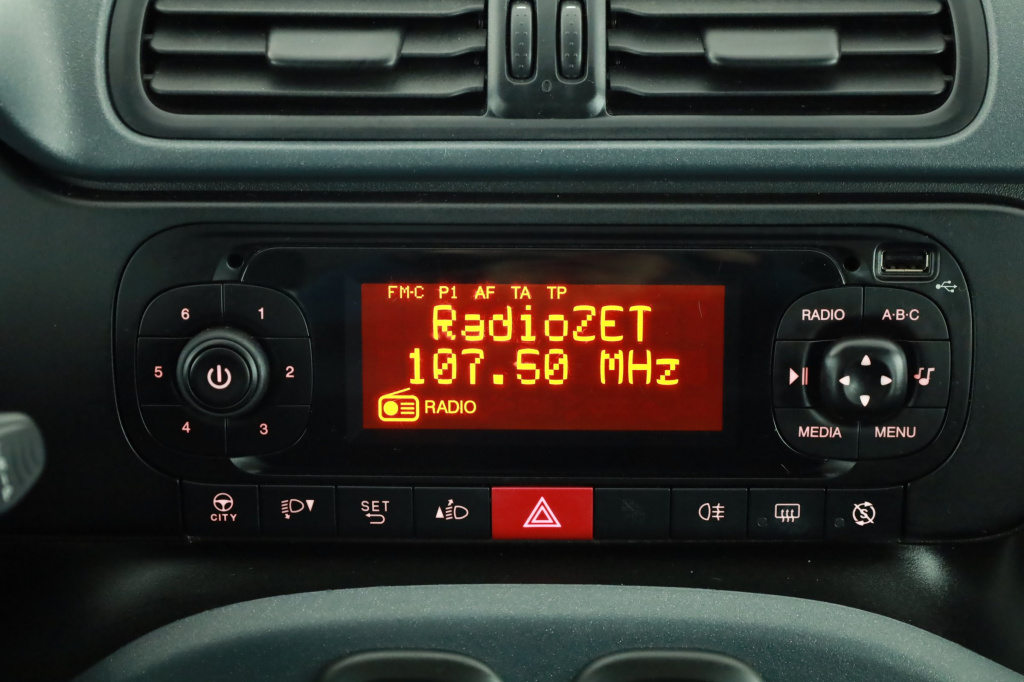 FM-C P1 AF TA TP
RadioZET
107.50 MHz
RADIO
6 1
5 2
4 3
RADIO A·B·C
MEDIA MENU
CITY
SET